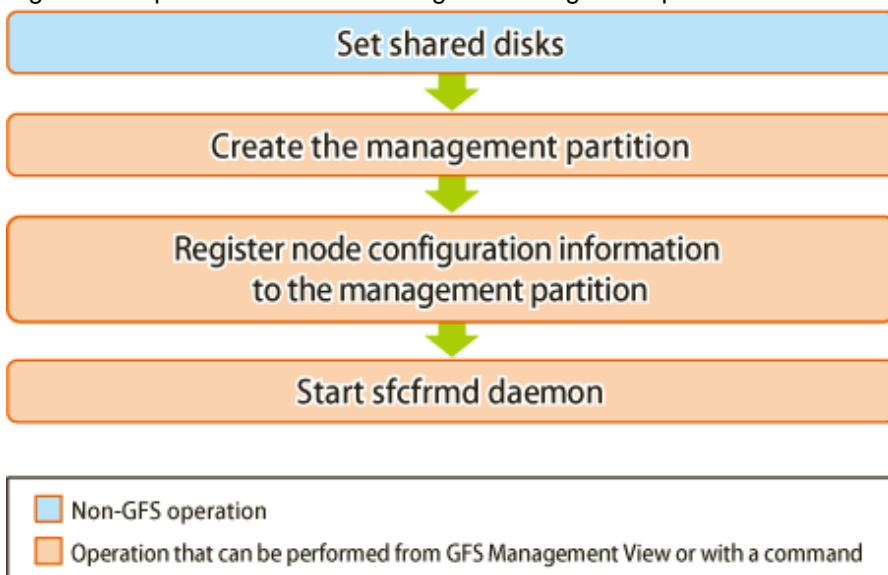 Set shared disks
Create the management partition
Register node configuration information
to the management partition
Start sfcfrmd daemon
Non-GFS operation
Operation that can be performed from GFS Management View or with a command